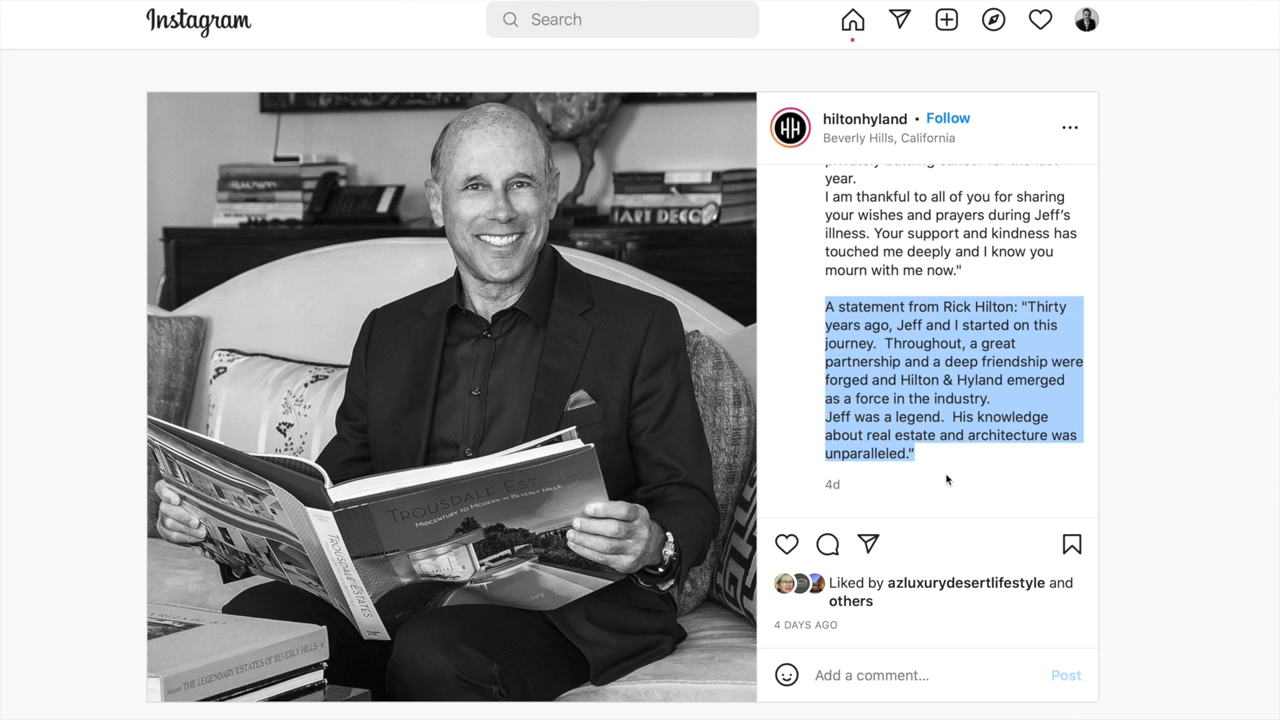 Instagram
Search
hiltonhyland • Follow
Beverly Hills, California
year.
I am thankful to all of you for sharing
your wishes and prayers during Jeff's
illness. Your support and kindness has
touched me deeply and I know you
mourn with me now."
A statement from Rick Hilton: "Thirty
years ago, Jeff and I started on this
journey.  Throughout, a great
partnership and a deep friendship were
forged and Hilton & Hyland emerged
as a force in the industry.
Jeff was a legend.  His knowledge
about real estate and architecture was
unparalleled."
4d
Liked by azluxurydesertlifestyle and
others
4 DAYS AGO
Add a comment...
Post
HH
ART DECO
TROUSDALE ESTATES
MIDCENTURY TO MODERN IN BEVERLY HILLS
TROUSDALE ESTATES
THE LEGENDARY ESTATES OF BEVERLY HILLS